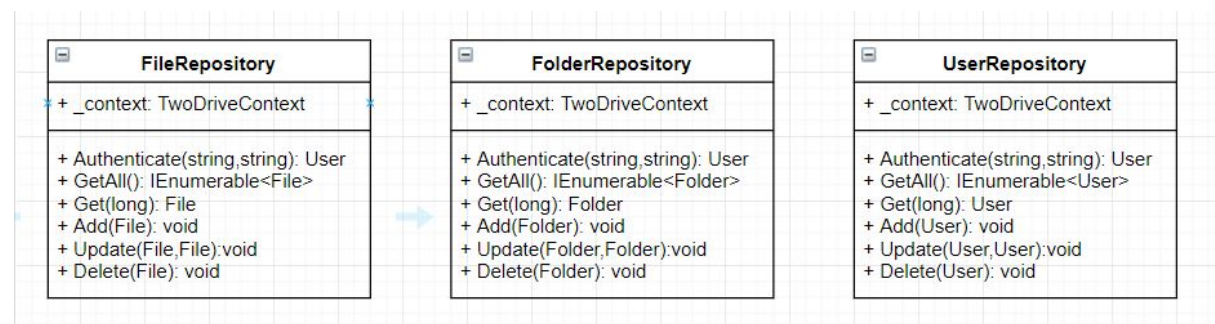 FileRepository
+ _context: TwoDriveContext
+ Authenticate(string,string): User
+ GetAll(): IEnumerable<File>
+ Get(long): File
+ Add(File): void
+ Update(File,File):void
+ Delete(File): void
FolderRepository
+ _context: TwoDriveContext
+ Authenticate(string,string): User
+ GetAll(): IEnumerable<Folder>
+ Get(long): Folder
+ Add(Folder): void
+ Update(Folder,Folder):void
+ Delete(Folder): void
UserRepository
+ _context: TwoDriveContext
+ Authenticate(string,string): User
+ GetAll(): IEnumerable<User>
+ Get(long): User
+ Add(User): void
+ Update(User,User):void
+ Delete(User): void